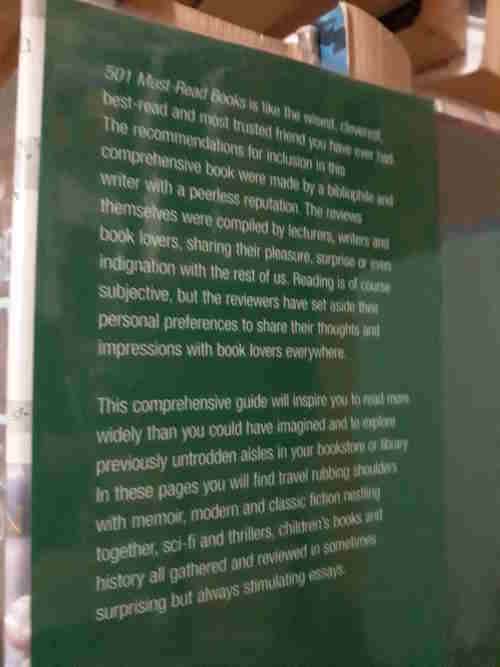 501 Must-Read Books is like the wisest, cleverest,
best-read and most trusted friend you have ever had.
The recommendations for inclusion in this
comprehensive book were made by a bibliophile and
writer with a peerless reputation. The reviews
themselves were compiled by lecturers, writers and
book lovers, sharing their pleasure, surprise or even
indignation with the rest of us. Reading is of course
subjective, but the reviewers have set aside their
personal preferences to share their thoughts and
impressions with book lovers everywhere.
This comprehensive guide will inspire you to read more
widely than you could have imagined and to explore
previously untrodden aisles in your bookstore or library.
In these pages you will find travel rubbing shoulders
with memoir, modern and classic fiction nestling
together, sci-fi and thrillers, children's books and
history all gathered and reviewed in sometimes
surprising but always stimulating essays.